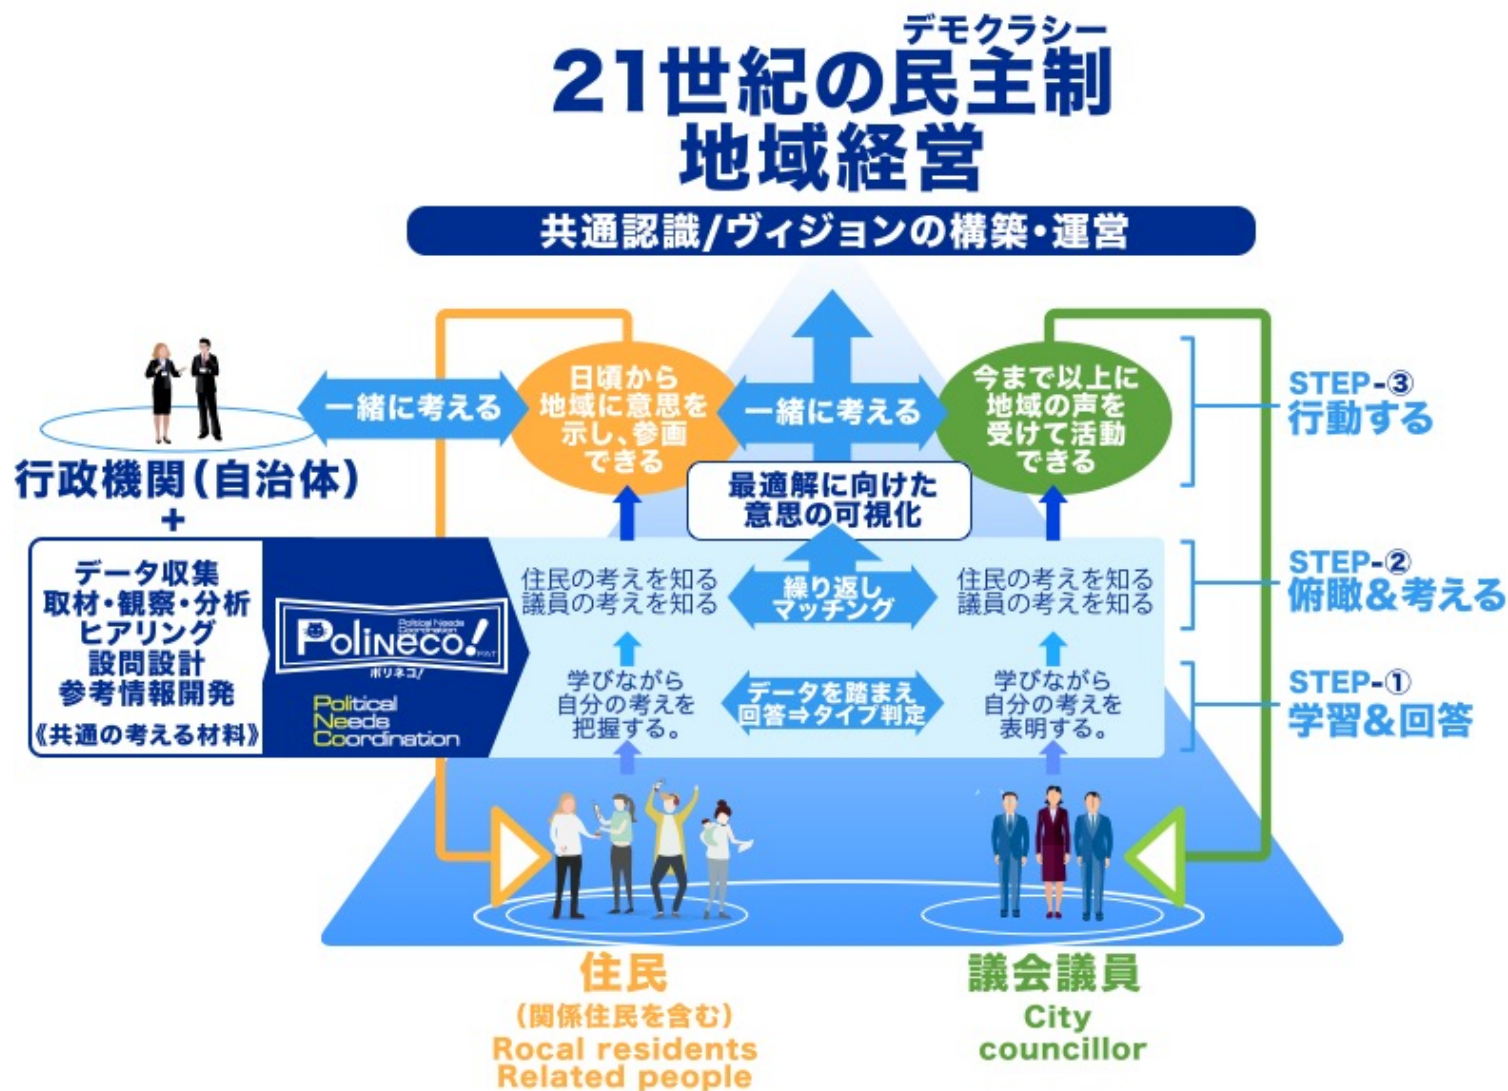 デモクラシー
21世紀の民主制
地域経営
共通認識/ヴィジョンの構築・運営
一緒に考える
日頃から
地域に意思を
示し、参画
できる
一緒に考える
今まで以上に
地域の声を
受けて活動
できる
STEP-③
行動する
行政機関(自治体)
+
最適解に向けた
意思の可視化
データ収集
取材・観察・分析
ヒアリング
設問設計
参考情報開発
《共通の考える材料》
Political Needs
Coordination
PoliNeco!
ポリネコ!
Political
Needs
Coordination
住民の考えを知る
議員の考えを知る
繰り返し
マッチング
住民の考えを知る
議員の考えを知る
STEP-②
俯瞰&考える
学びながら
自分の考えを
把握する。
データを踏まえ
回答⇒タイプ判定
学びながら
自分の考えを
表明する。
STEP-①
学習&回答
住民
(関係住民を含む)
Rocal residents
Related people
議会議員
City
councillor